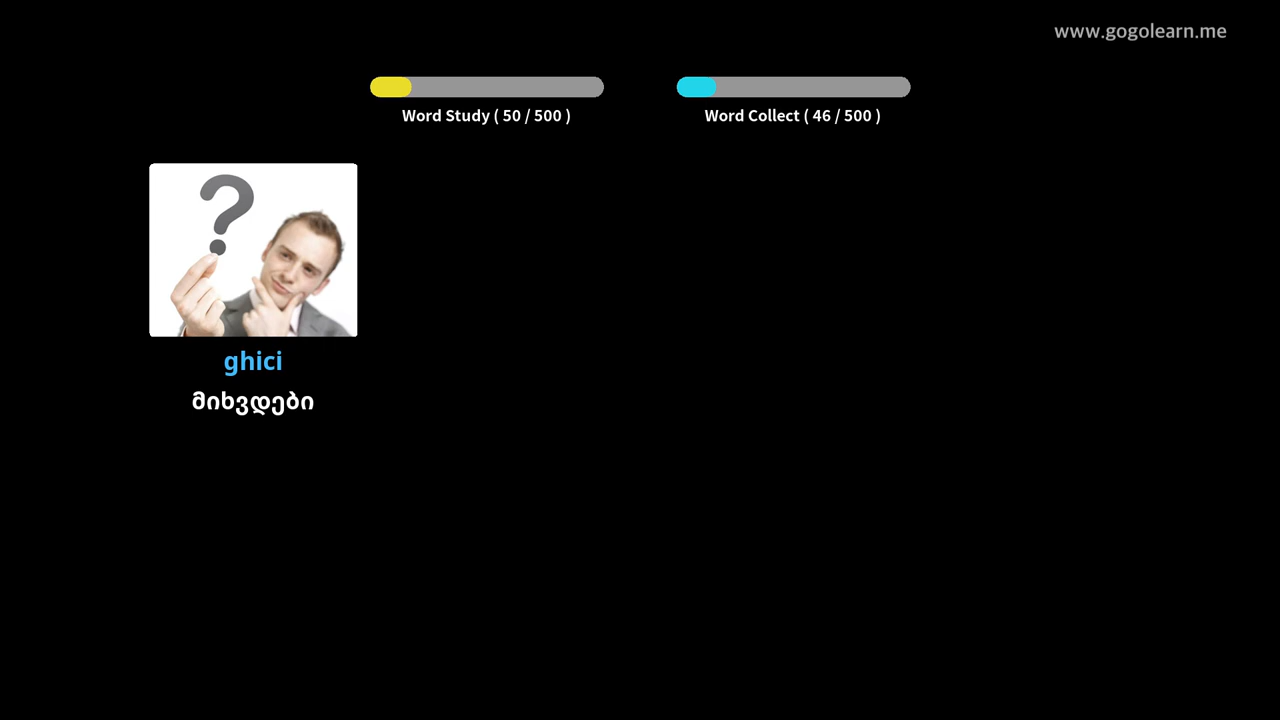 www.gogolearn.me
Word Study ( 50 / 500 )
Word Collect ( 46 / 500 )
?
ghici
მიხვდები